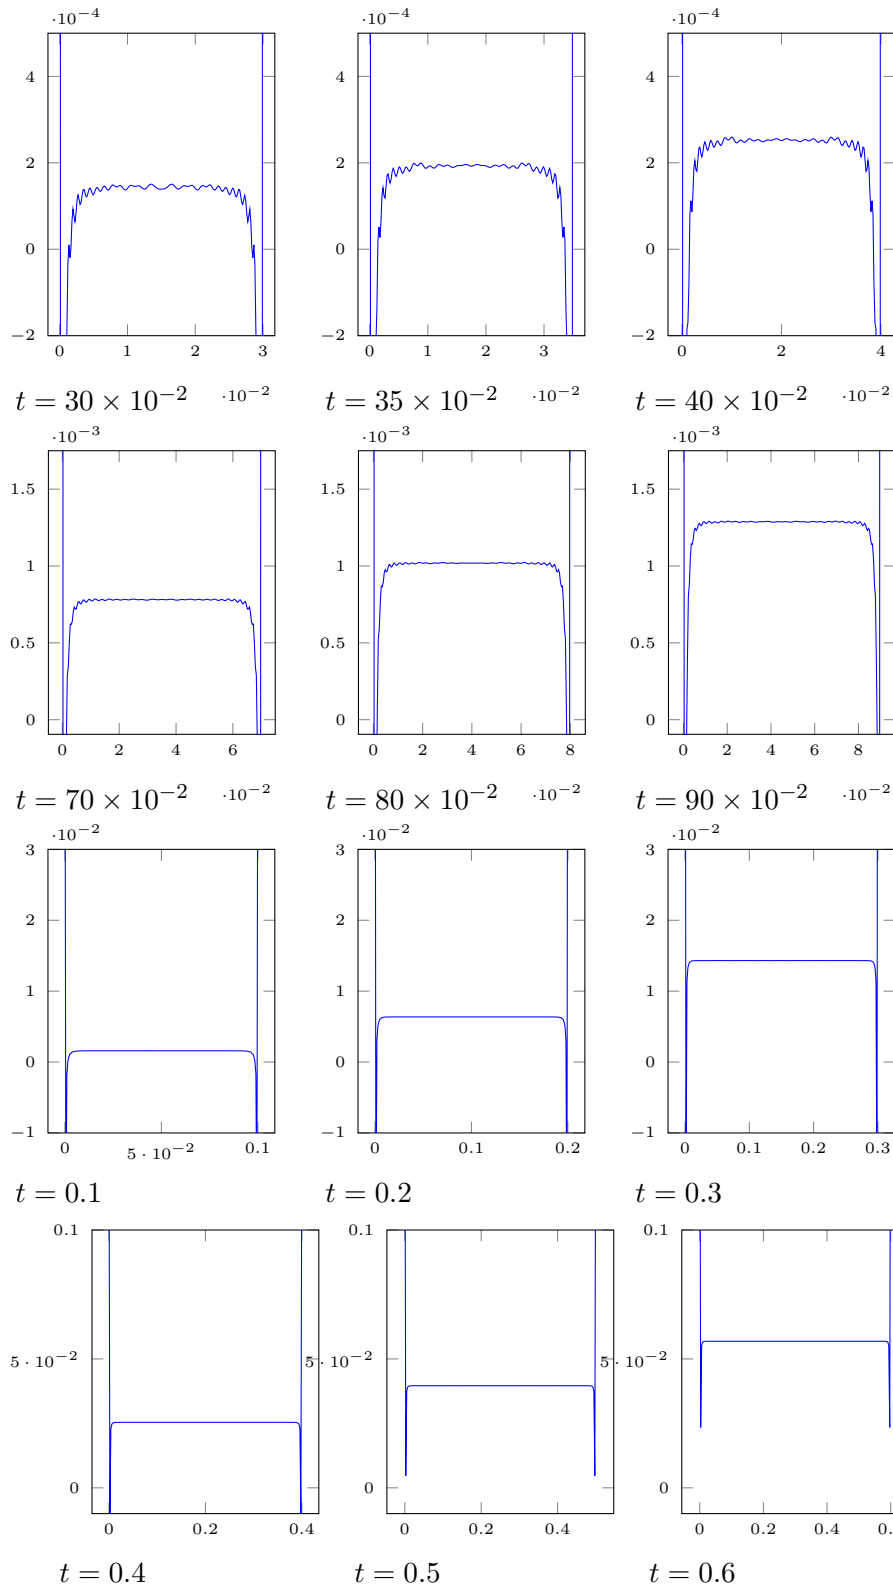 ·10⁻⁴ ·10⁻⁴ ·10⁻⁴
4 4 4
2 2 2
0 0 0
−2 −2 −2
0 1 2 3 0 1 2 3 0 2 4
t = 30 × 10⁻² ·10⁻² t = 35 × 10⁻² ·10⁻² t = 40 × 10⁻² ·10⁻²
·10⁻³ ·10⁻³ ·10⁻³
1.5 1.5 1.5
1 1 1
0.5 0.5 0.5
0 0 0
0 2 4 6 0 2 4 6 8 0 2 4 6 8
t = 70 × 10⁻² ·10⁻² t = 80 × 10⁻² ·10⁻² t = 90 × 10⁻² ·10⁻²
·10⁻² ·10⁻² ·10⁻²
3 3 3
2 2 2
1 1 1
0 0 0
−1 −1 −1
0 5 · 10⁻² 0.1 0 0.1 0.2 0 0.1 0.2 0.3
t = 0.1 t = 0.2 t = 0.3
0.1 0.1 0.1
5 · 10⁻² 5 · 10⁻² 5 · 10⁻²
0 0 0
0 0.2 0.4 0 0.2 0.4 0 0.2 0.4
t = 0.4 t = 0.5 t = 0.6